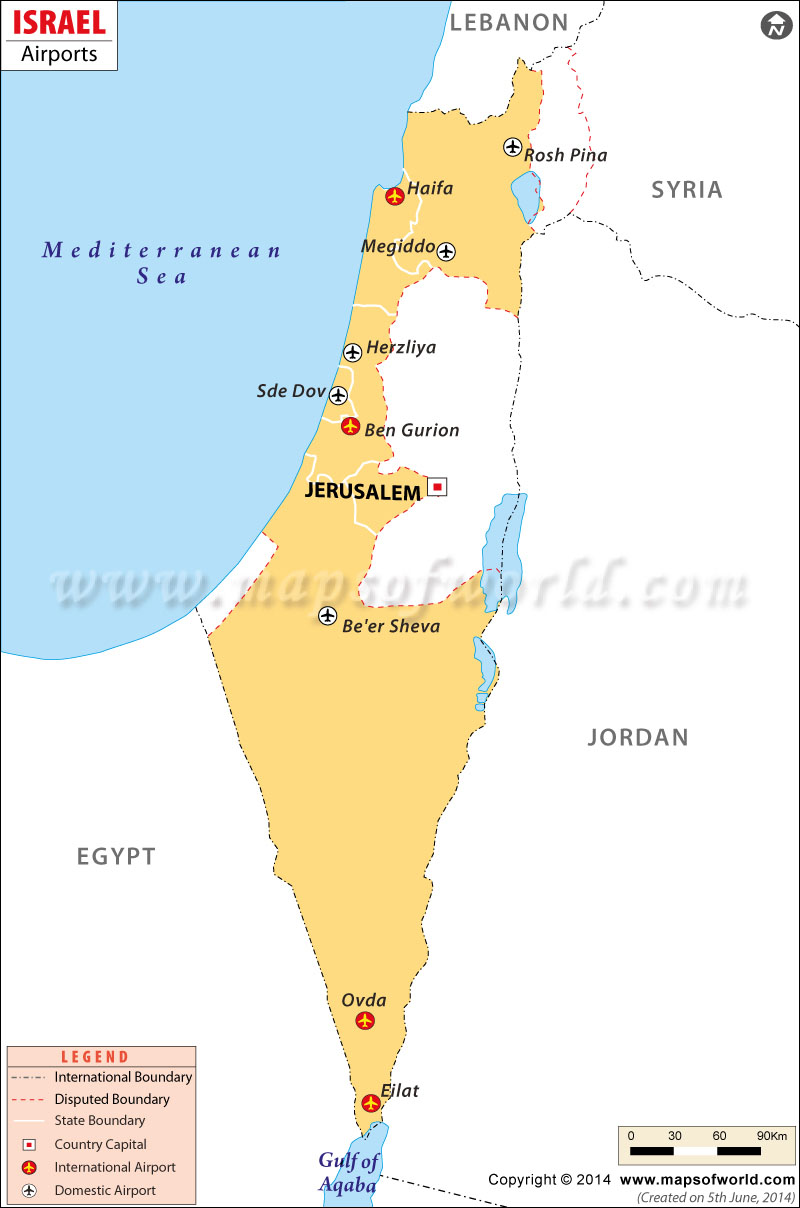 ISRAEL
Airports
LEBANON
N
Rosh Pina
SYRIA
Haifa
Mediterranean
Sea
Megiddo
Herzliya
Sde Dov
Ben Gurion
JERUSALEM
www.mapsofworld.com
Be'er Sheva
JORDAN
EGYPT
Ovda
Eilat
Gulf of
Aqaba
LEGEND
International Boundary
Disputed Boundary
State Boundary
Country Capital
International Airport
Domestic Airport
0 30 60 90Km
Copyright © 2014 www.mapsofworld.com
(Created on 5th June, 2014)